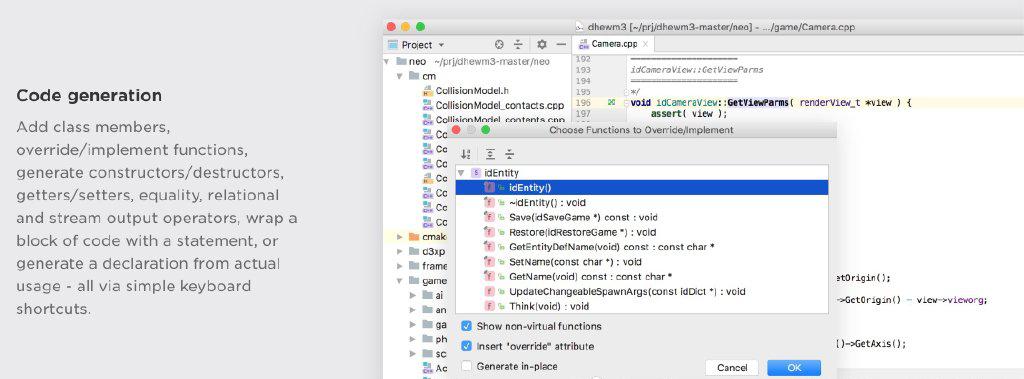 Code generation
Add class members,
override/implement functions,
generate constructors/destructors,
getters/setters, equality, relational
and stream output operators, wrap a
block of code with a statement, or
generate a declaration from actual
usage - all via simple keyboard
shortcuts.
dhewm3 [~/prj/dhewm3-master/neo] - .../game/Camera.cpp
Project
Camera.cpp
neo ~/prj/dhewm3-master/neo
cm
CollisionModel.h
CollisionModel_contacts.cpp
CollisionModel_contents.cpp
Co
Co
Co
Co
Co
Co
cmak
d3xp
frame
game
ai
an
ga
ph
sc
Ac
192 =====================
193 idCameraView::GetViewParms
194 =====================
195 */
196 void idCameraView::GetViewParms( renderView_t *view ) {
197 assert( view );
etOrigin();
->GetOrigin() - view->vieworg;
()->GetAxis();
Choose Functions to Override/Implement
idEntity
idEntity()
~idEntity() : void
Save(idSaveGame *) const : void
Restore(idRestoreGame *) : void
GetEntityDefName(void) const : const char *
SetName(const char *) : void
GetName(void) const : const char *
UpdateChangeableSpawnArgs(const idDict *) : void
Think(void) : void
Show non-virtual functions
Insert "override" attribute
Generate in-place
Cancel
OK